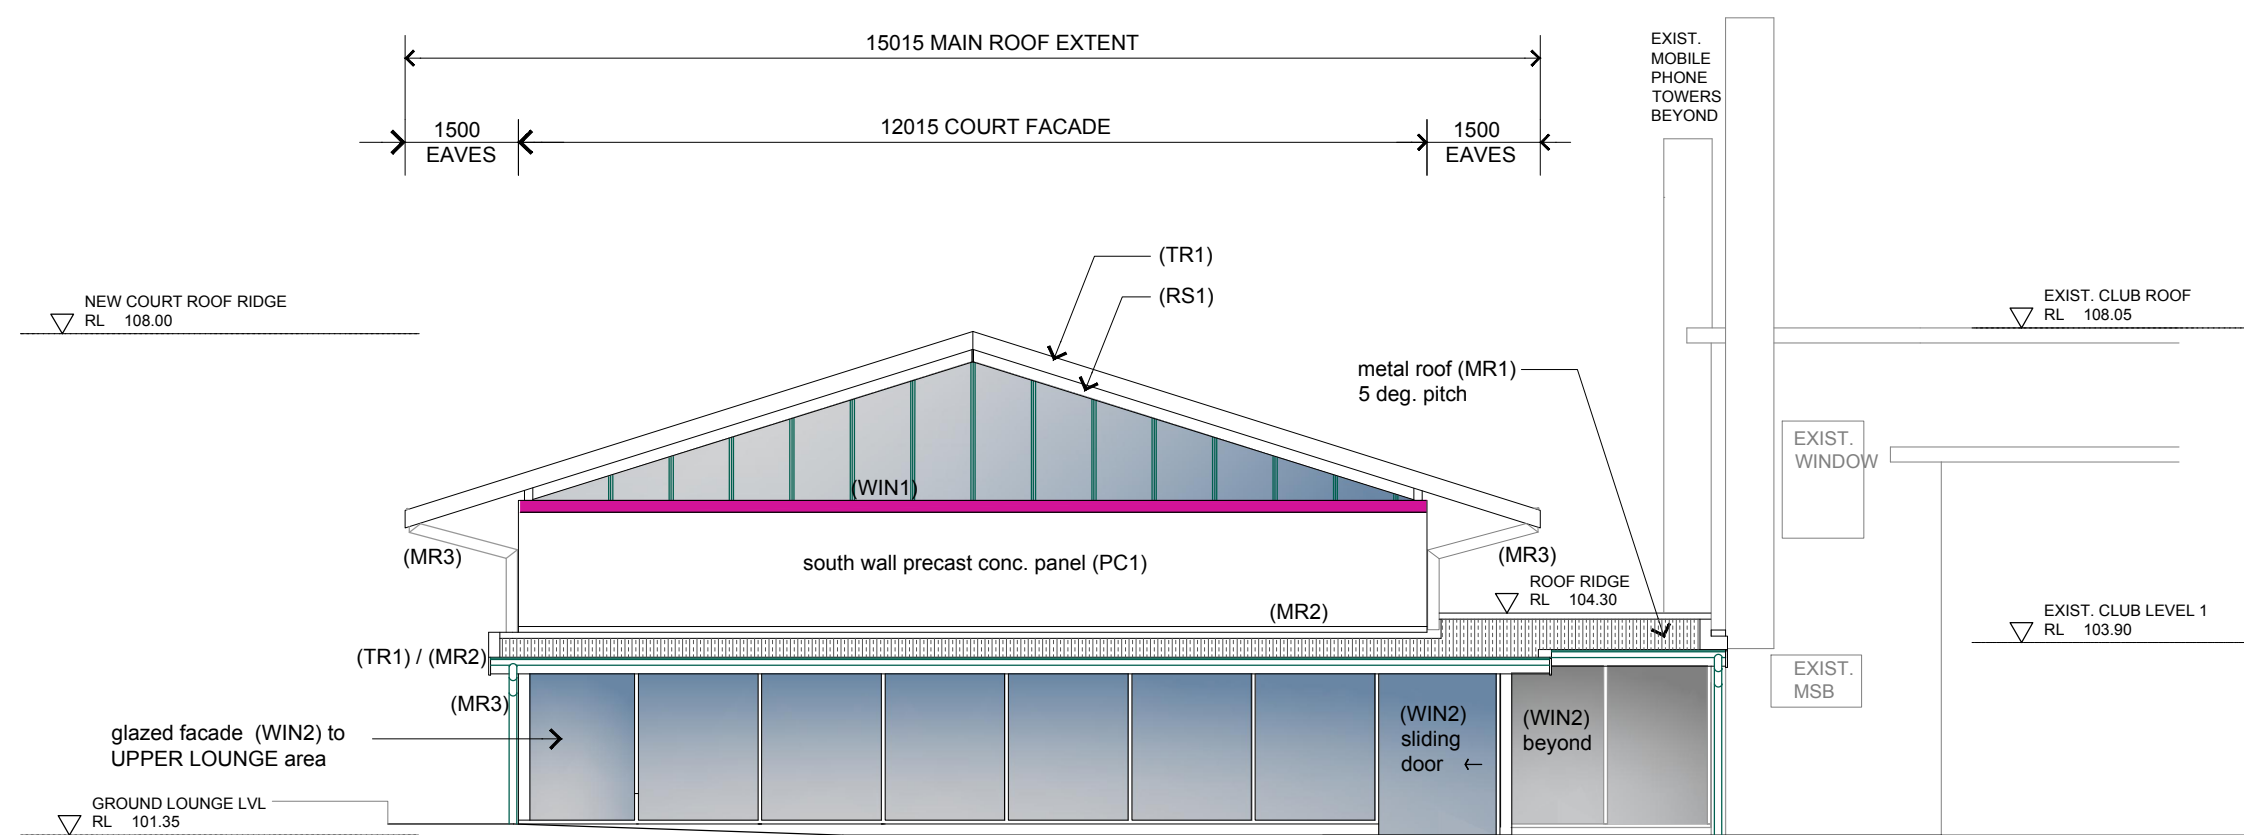 15015 MAIN ROOF EXTENT
EXIST.
MOBILE
PHONE
TOWERS
BEYOND
1500
EAVES
12015 COURT FACADE
1500
EAVES
(TR1)
(RS1)
NEW COURT ROOF RIDGE
RL 108.00
EXIST. CLUB ROOF
RL 108.05
metal roof (MR1)
5 deg. pitch
EXIST.
WINDOW
(WIN1)
(MR3)
south wall precast conc. panel (PC1)
(MR3)
ROOF RIDGE
RL 104.30
(MR2)
EXIST. CLUB LEVEL 1
RL 103.90
(TR1) / (MR2)
EXIST.
MSB
(MR3)
glazed facade (WIN2) to
UPPER LOUNGE area
(WIN2)
sliding
door ←
(WIN2)
beyond
GROUND LOUNGE LVL
RL 101.35